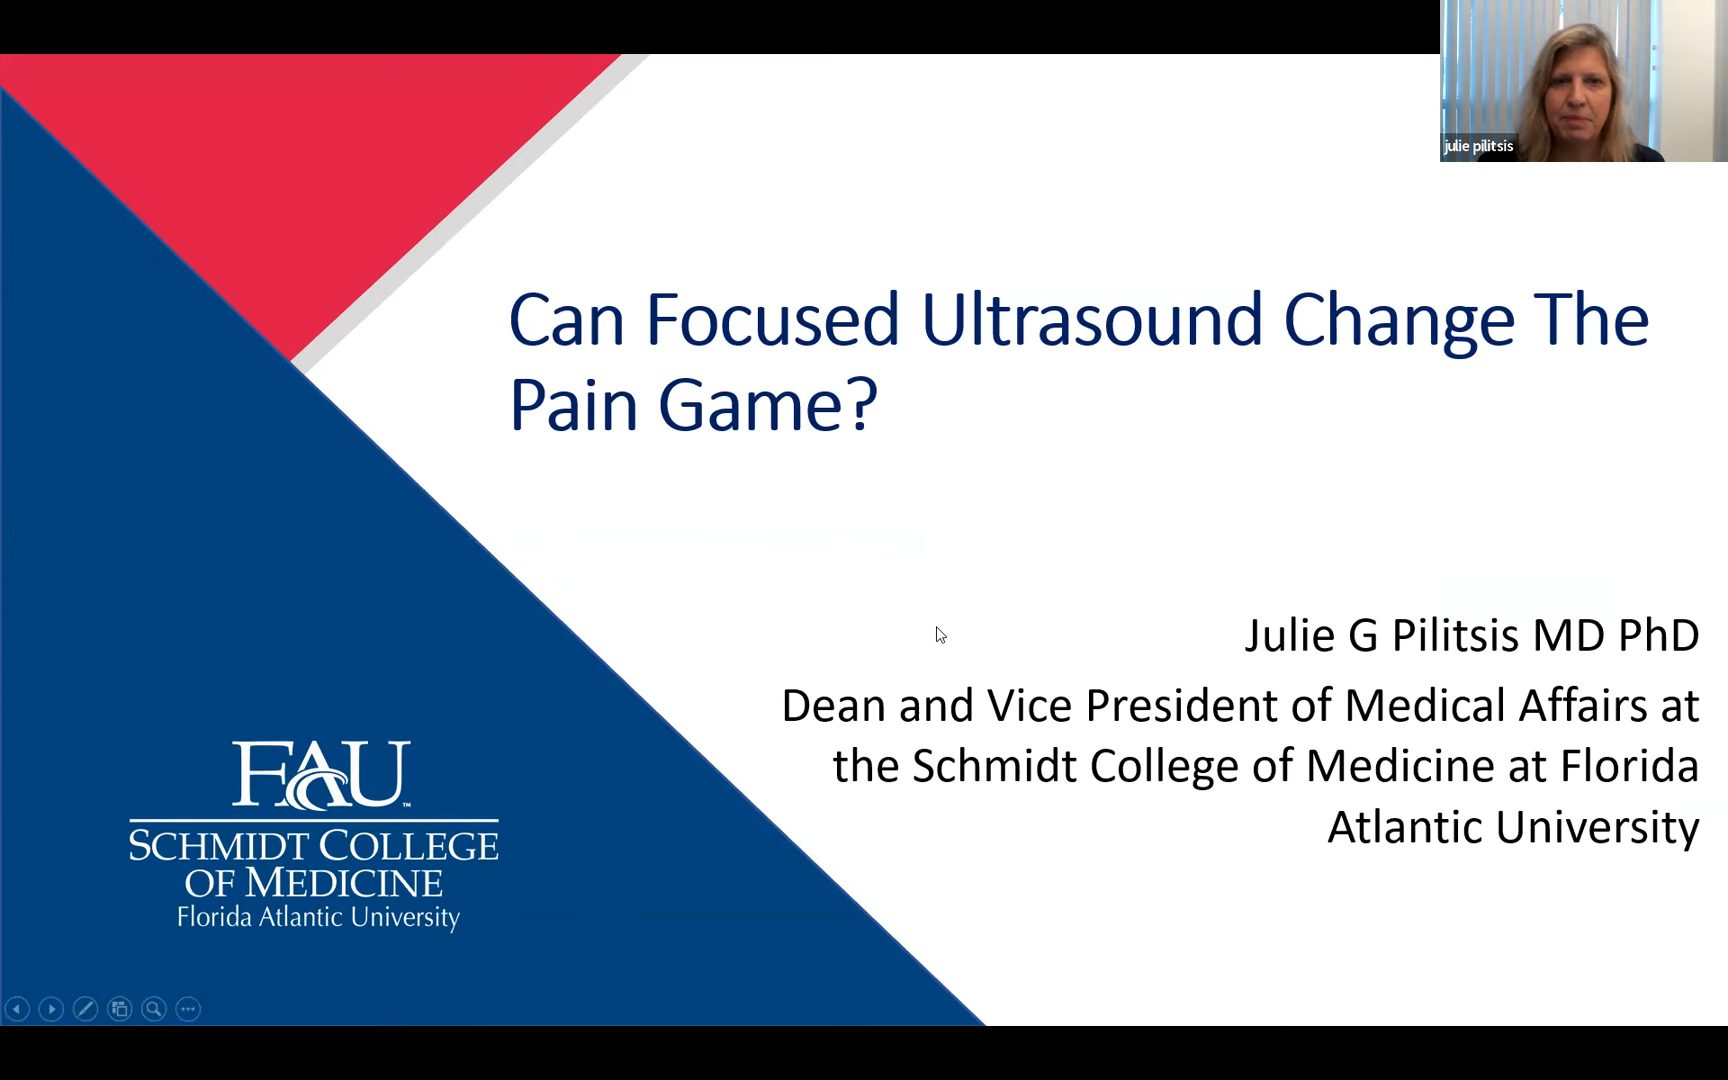 julie pilitsis
Can Focused Ultrasound Change The
Pain Game?
Julie G Pilitsis MD PhD
Dean and Vice President of Medical Affairs at
the Schmidt College of Medicine at Florida
Atlantic University
FAU™
SCHMIDT COLLEGE
OF MEDICINE
Florida Atlantic University